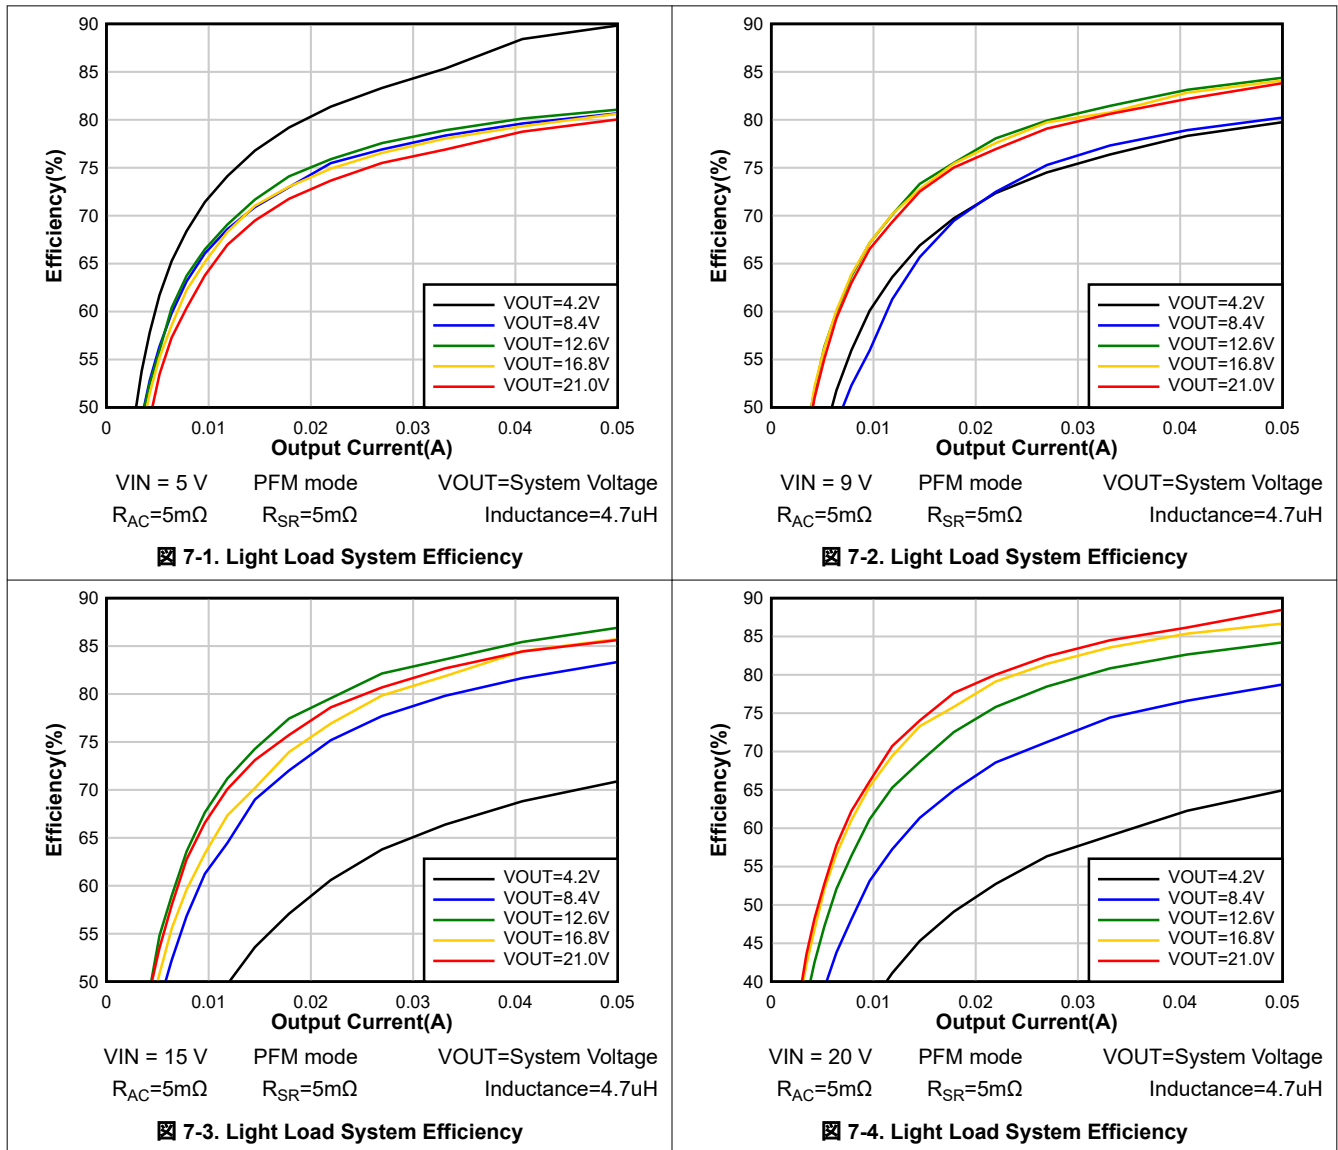 90
85
80
75
70
65
60
55
50
Efficiency(%)
VOUT=4.2V
VOUT=8.4V
VOUT=12.6V
VOUT=16.8V
VOUT=21.0V
0 0.01 0.02 0.03 0.04 0.05
Output Current(A)
VIN = 5 V PFM mode VOUT=System Voltage
RAC=5mΩ RSR=5mΩ Inductance=4.7uH
図 7-1. Light Load System Efficiency
90
85
80
75
70
65
60
55
50
Efficiency(%)
VOUT=4.2V
VOUT=8.4V
VOUT=12.6V
VOUT=16.8V
VOUT=21.0V
0 0.01 0.02 0.03 0.04 0.05
Output Current(A)
VIN = 9 V PFM mode VOUT=System Voltage
RAC=5mΩ RSR=5mΩ Inductance=4.7uH
図 7-2. Light Load System Efficiency
90
85
80
75
70
65
60
55
50
Efficiency(%)
VOUT=4.2V
VOUT=8.4V
VOUT=12.6V
VOUT=16.8V
VOUT=21.0V
0 0.01 0.02 0.03 0.04 0.05
Output Current(A)
VIN = 15 V PFM mode VOUT=System Voltage
RAC=5mΩ RSR=5mΩ Inductance=4.7uH
図 7-3. Light Load System Efficiency
90
85
80
75
70
65
60
55
50
45
40
Efficiency(%)
VOUT=4.2V
VOUT=8.4V
VOUT=12.6V
VOUT=16.8V
VOUT=21.0V
0 0.01 0.02 0.03 0.04 0.05
Output Current(A)
VIN = 20 V PFM mode VOUT=System Voltage
RAC=5mΩ RSR=5mΩ Inductance=4.7uH
図 7-4. Light Load System Efficiency